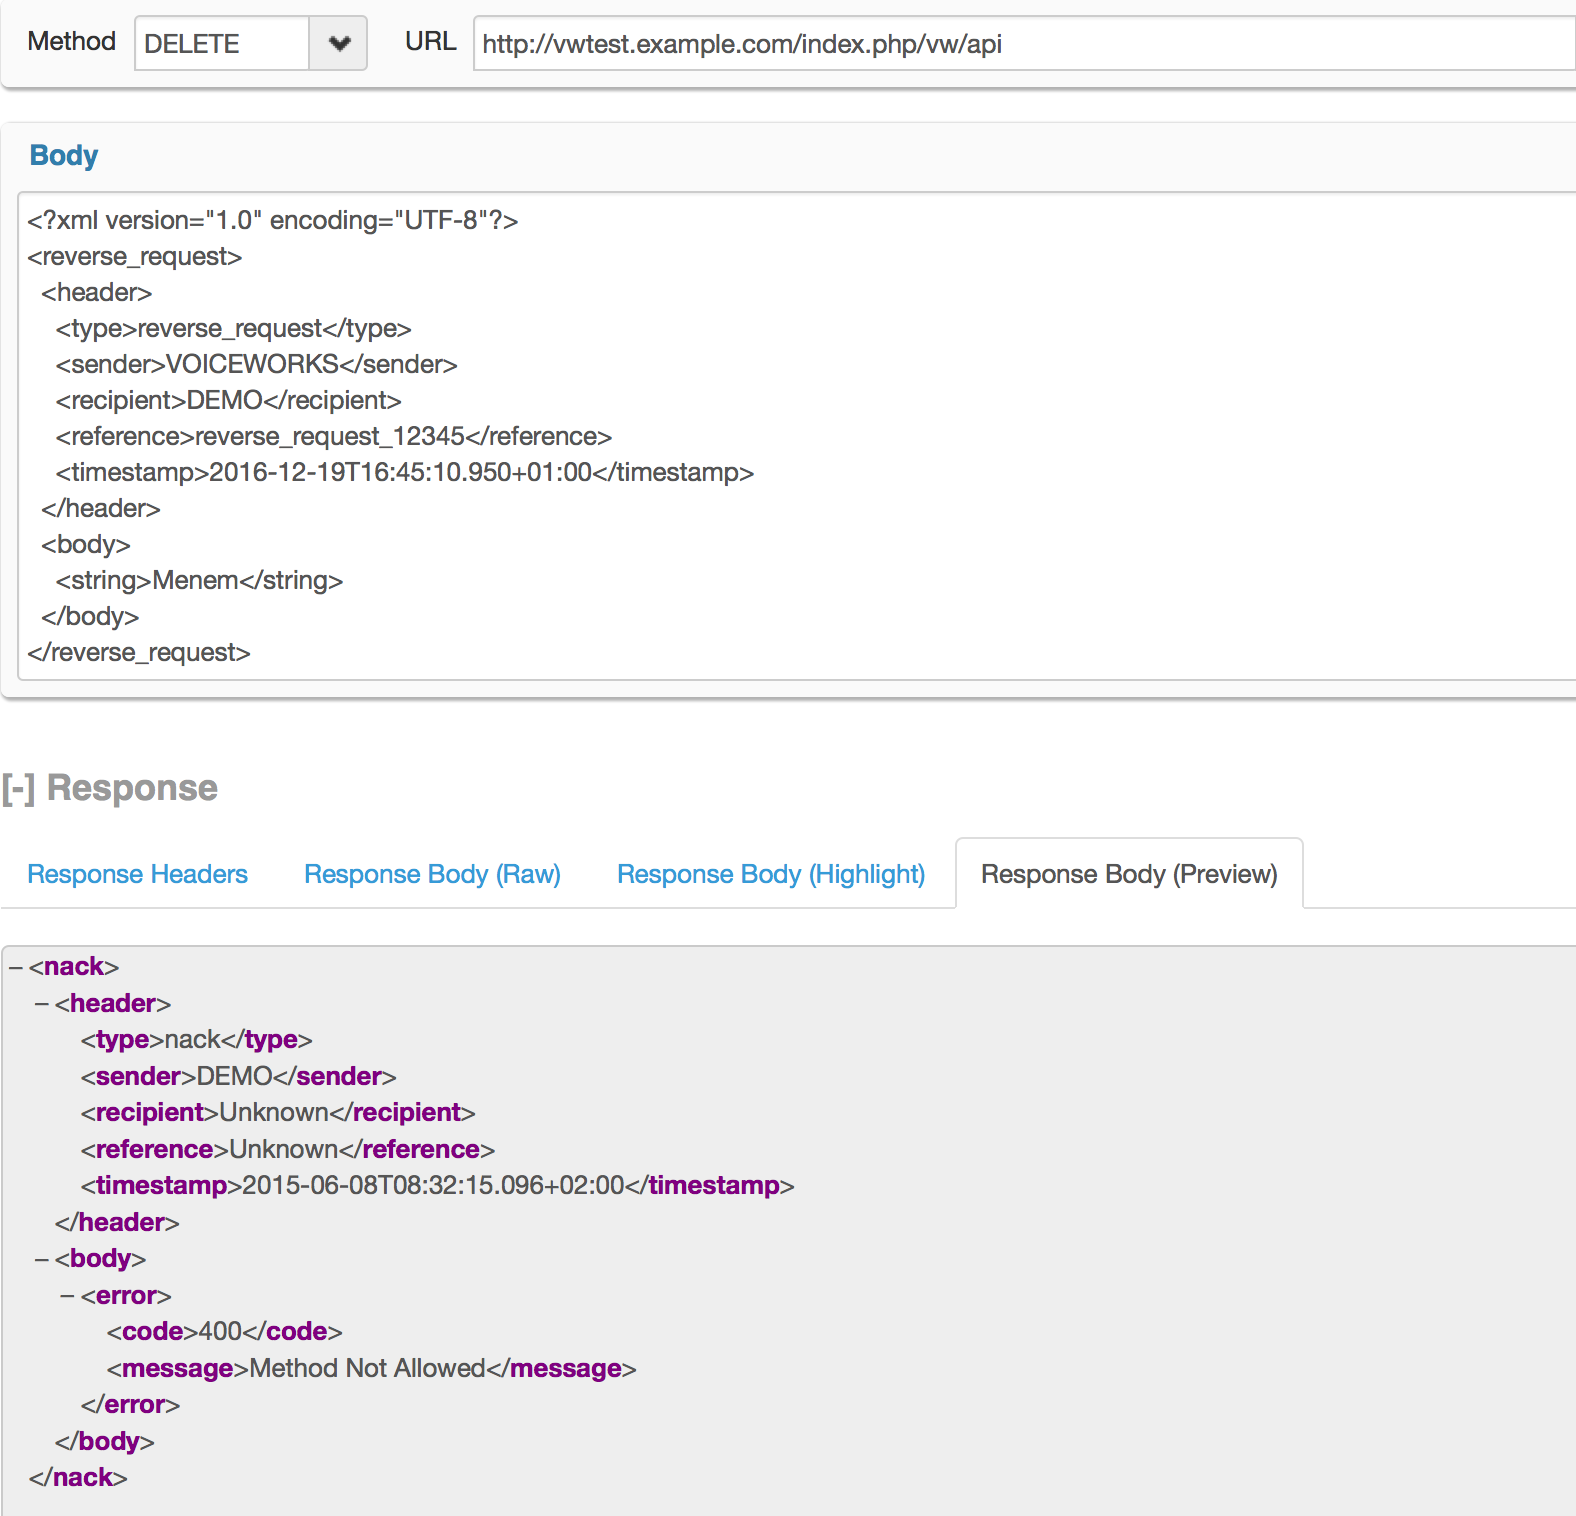 Method DELETE URL http://vwtest.example.com/index.php/vw/api
Body
<?xml version="1.0" encoding="UTF-8"?>
<reverse_request>
<header>
<type>reverse_request</type>
<sender>VOICEWORKS</sender>
<recipient>DEMO</recipient>
<reference>reverse_request_12345</reference>
<timestamp>2016-12-19T16:45:10.950+01:00</timestamp>
</header>
<body>
<string>Menem</string>
</body>
</reverse_request>
[-] Response
Response Headers Response Body (Raw) Response Body (Highlight) Response Body (Preview)
– <nack>
– <header>
<type>nack</type>
<sender>DEMO</sender>
<recipient>Unknown</recipient>
<reference>Unknown</reference>
<timestamp>2015-06-08T08:32:15.096+02:00</timestamp>
</header>
– <body>
– <error>
<code>400</code>
<message>Method Not Allowed</message>
</error>
</body>
</nack>